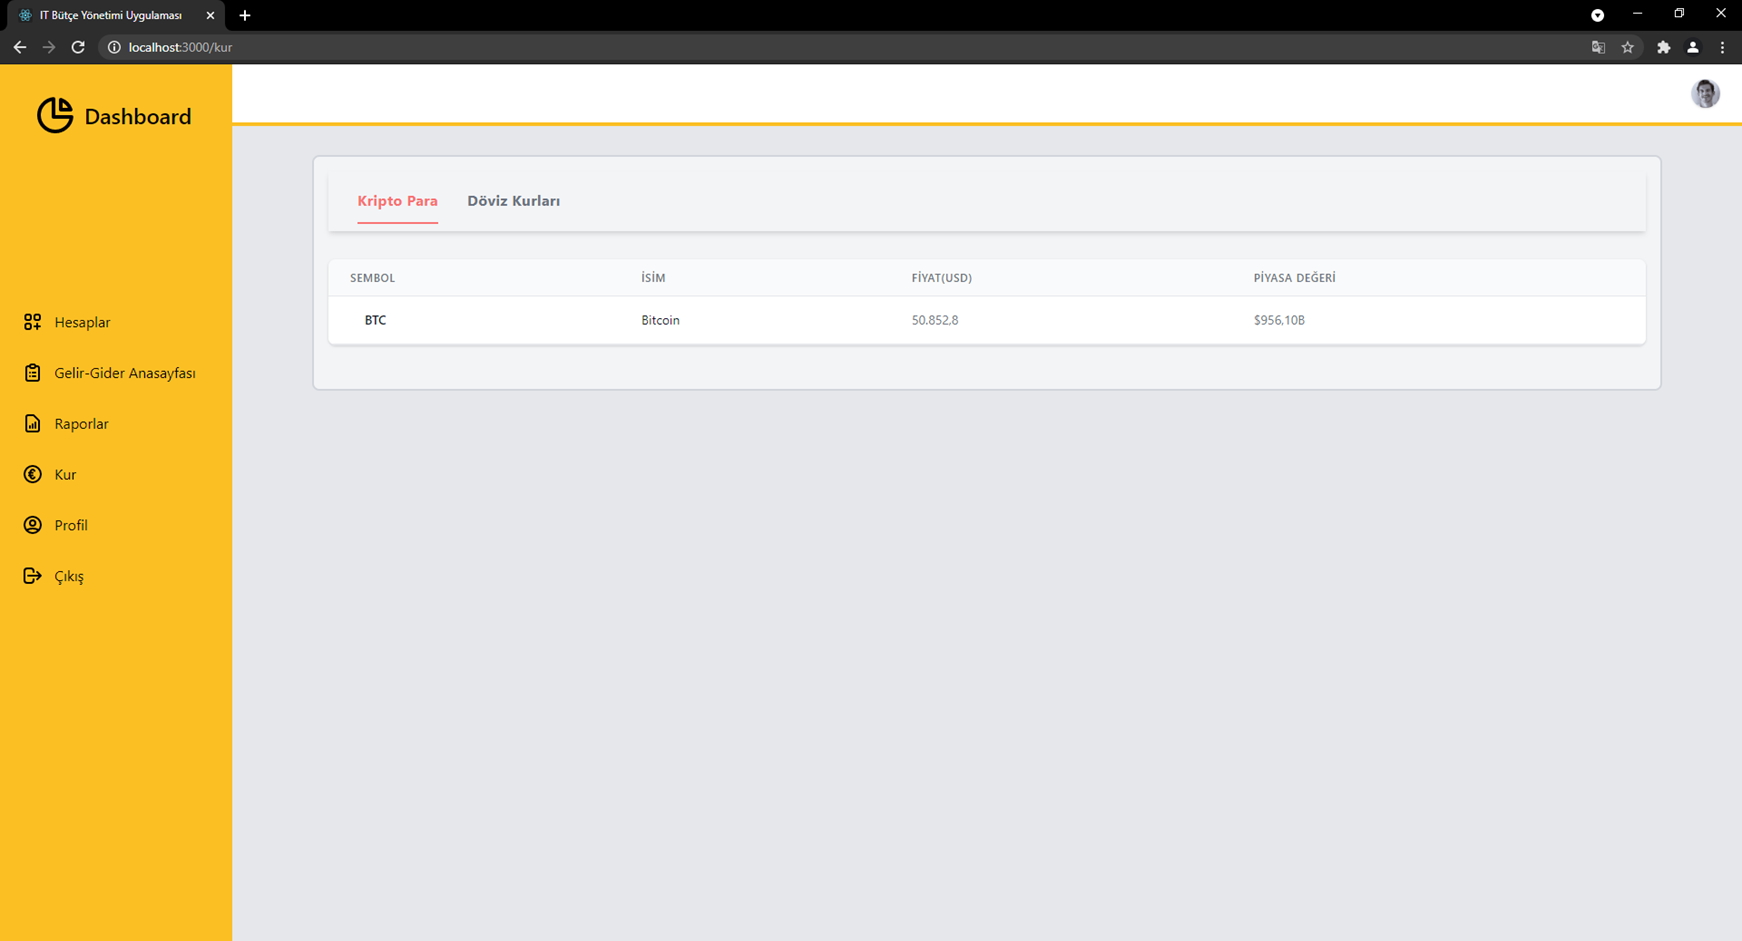 IT Bütçe Yönetimi Uygulaması
localhost:3000/kur
Dashboard
Hesaplar
Gelir-Gider Anasayfası
Raporlar
Kur
Profil
Çıkış
Kripto Para Döviz Kurları
SEMBOL İSİM FİYAT(USD) PİYASA DEĞERİ
BTC Bitcoin 50.852,8 $956,10B